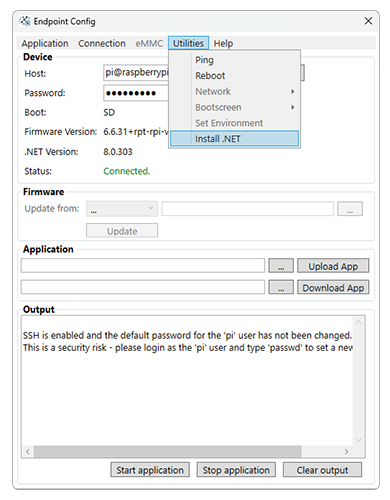 Endpoint Config
Application Connection eMMC Utilities Help
Ping
Reboot
Network
Bootscreen
Set Environment
Install .NET
Device
Host: pi@raspberrypi
Password: ●●●●●●●●●
Boot: SD
Firmware Version: 6.6.31+rpt-rpi-v
.NET Version: 8.0.303
Status: Connected.
Firmware
Update from: ... ...
Update
Application
... Upload App
... Download App
Output
SSH is enabled and the default password for the 'pi' user has not been changed.
This is a security risk - please login as the 'pi' user and type 'passwd' to set a new
Start application Stop application Clear output